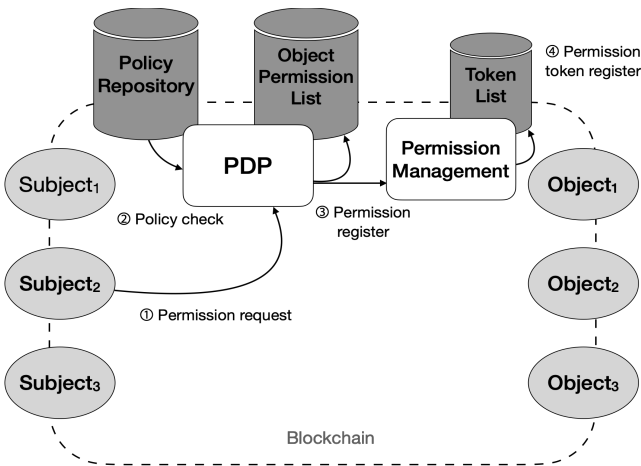 Policy
Repository
Object
Permission
List
Token
List
④ Permission
token register
PDP
Permission
Management
Subject₁
Object₁
② Policy check
③ Permission
register
Subject₂
Object₂
① Permission request
Subject₃
Object₃
Blockchain